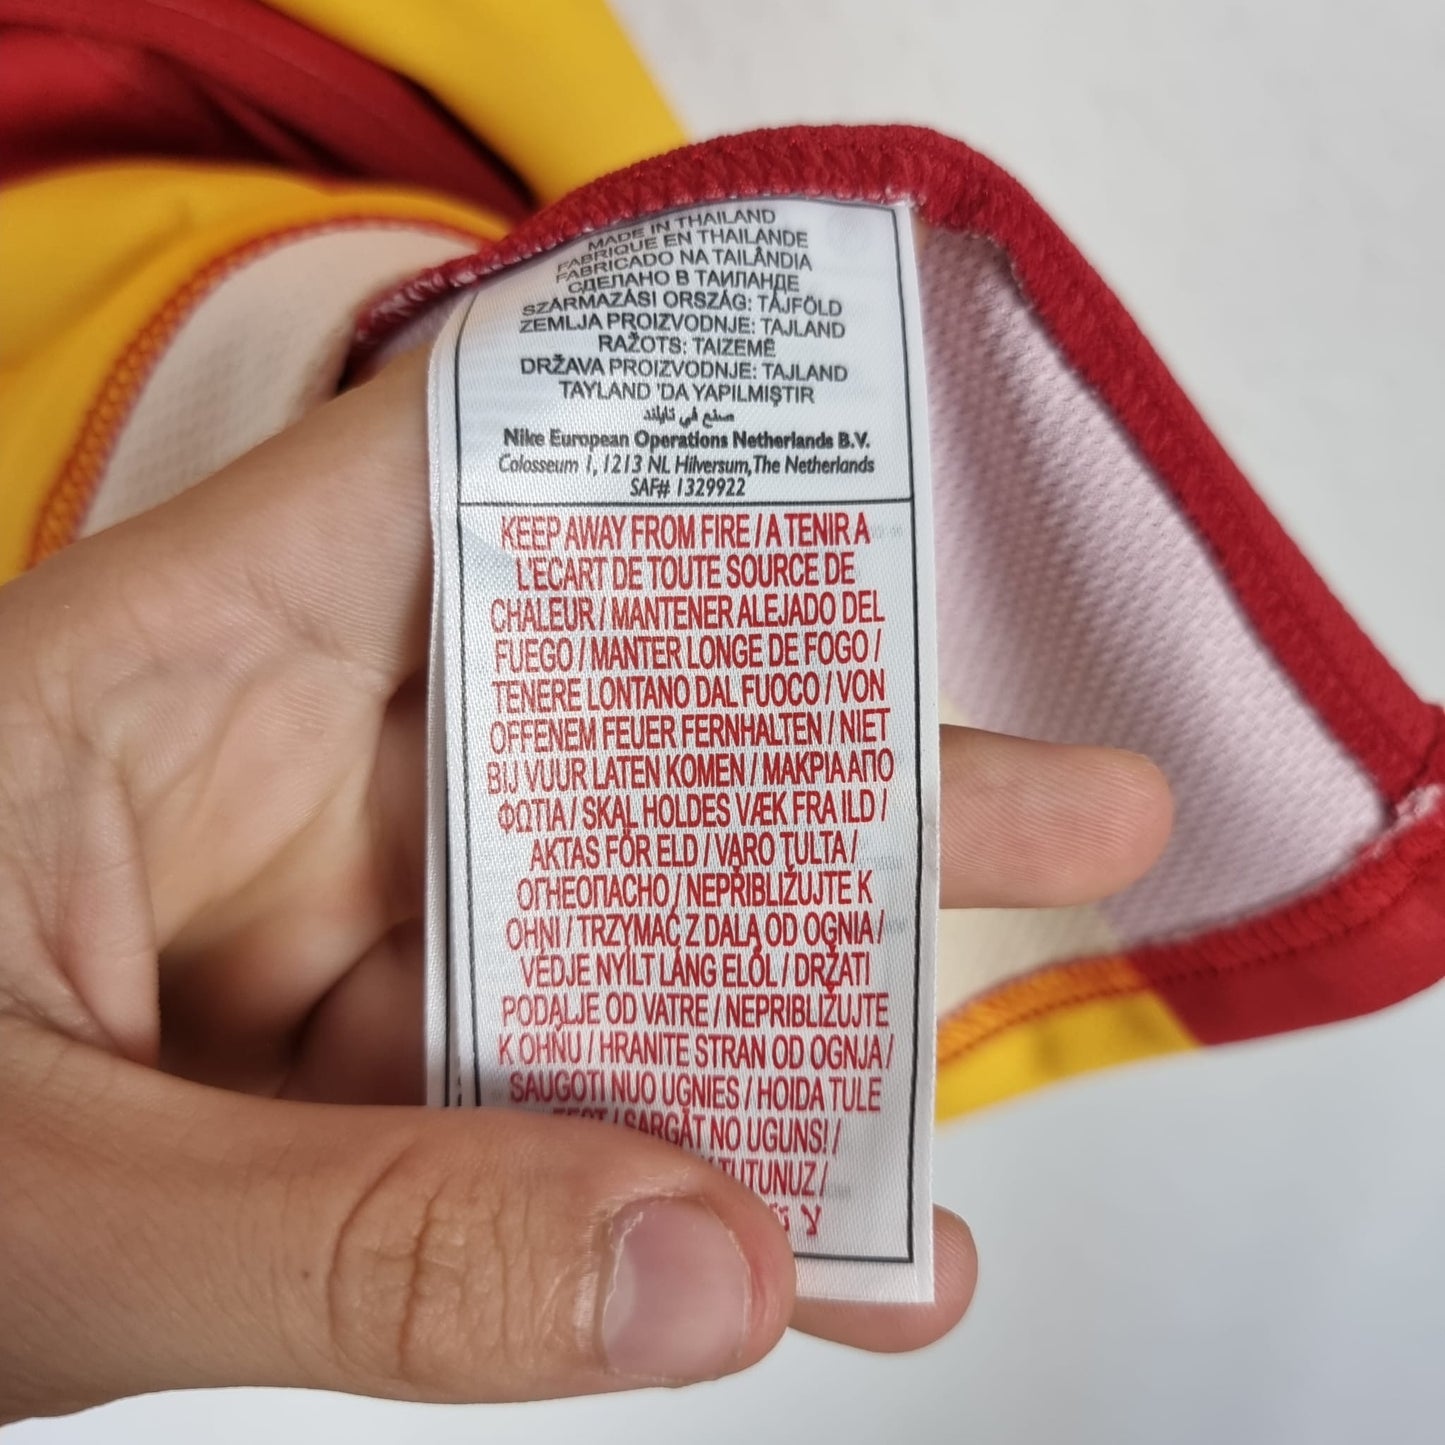 MADE IN THAILAND
FABRIQUE EN THAILANDE
FABRICADO NA TAILÂNDIA
СДЕЛАНО В ТАИЛАНДЕ
SZÁRMAZÁSI ORSZÁG: TÁJFÖLD
ZEMLJA PROIZVODNJE: TAJLAND
RAŽOTS: TAIZEMĒ
DRŽAVA PROIZVODNJE: TAJLAND
TAYLAND 'DA YAPILMIŞTIR
صنع في تايلند
Nike European Operations Netherlands B.V.
Colosseum 1, 1213 NL Hilversum, The Netherlands
SAF# 1329922
KEEP AWAY FROM FIRE / A TENIR A
L'ECART DE TOUTE SOURCE DE
CHALEUR / MANTENER ALEJADO DEL
FUEGO / MANTER LONGE DE FOGO /
TENERE LONTANO DAL FUOCO / VON
OFFENEM FEUER FERNHALTEN / NIET
BIJ VUUR LATEN KOMEN / ΜΑΚΡΙΑ ΑΠΟ
ΦΩΤΙΑ / SKAL HOLDES VÆK FRA ILD /
AKTAS FÖR ELD / VARO TULTA /
ОГНЕОПАСНО / NEPŘIBLIŽUJTE K
OHNI / TRZYMAĆ Z DALA OD OGNIA /
VEDJE NYÍLT LÁNG ELŐL / DRŽATI
PODALJE OD VATRE / NEPRIBLIŽUJTE
K OHŇU / HRANITE STRAN OD OGNJA /
SAUGOTI NUO UGNIES / HOIDA TULE
EEST / SARGĀT NO UGUNS! /
TUTUNUZ /
لا